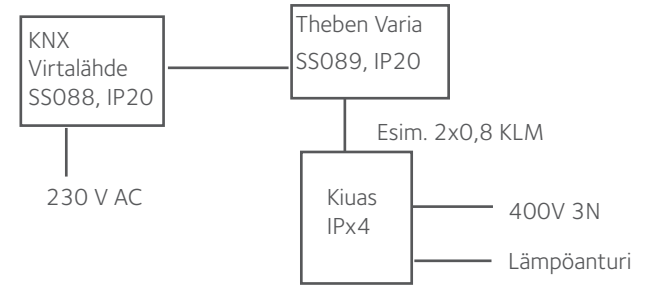 KNX
Virtalähde
SS088, IP20
Theben Varia
SS089, IP20
Esim. 2x0,8 KLM
230 V AC
Kiuas
IPx4
400V 3N
Lämpöanturi